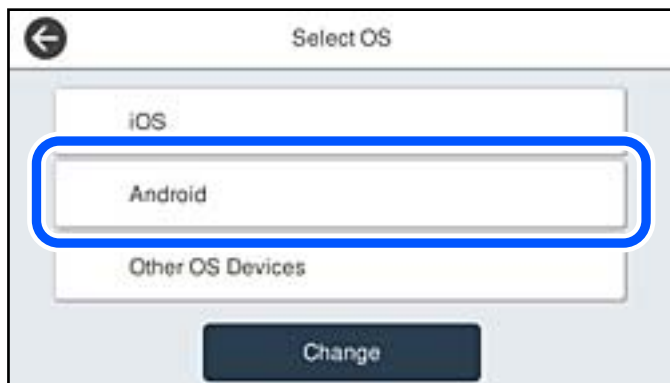 Select OS
iOS
Android
Other OS Devices
Change